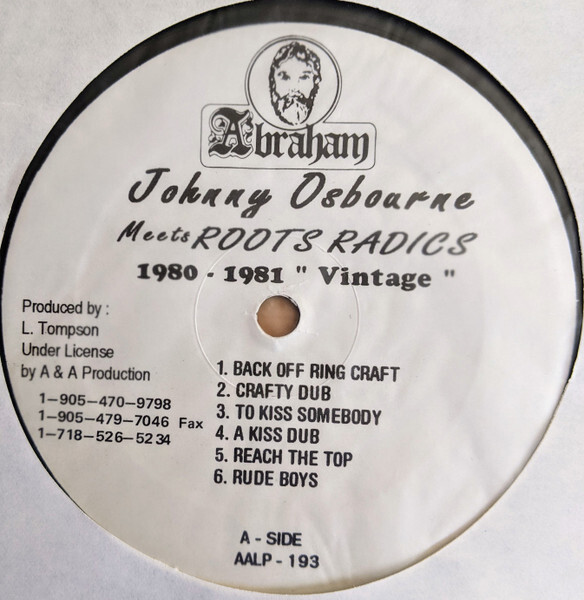 Abraham
Johnny Osbourne
Meets ROOTS RADICS
1980 - 1981 " Vintage "
Produced by :
L. Tompson
Under License
by A & A Production
1-905-470-9798
1-905-479-7046 Fax
1-718-526-5234
1. BACK OFF RING CRAFT
2. CRAFTY DUB
3. TO KISS SOMEBODY
4. A KISS DUB
5. REACH THE TOP
6. RUDE BOYS
A - SIDE
AALP - 193